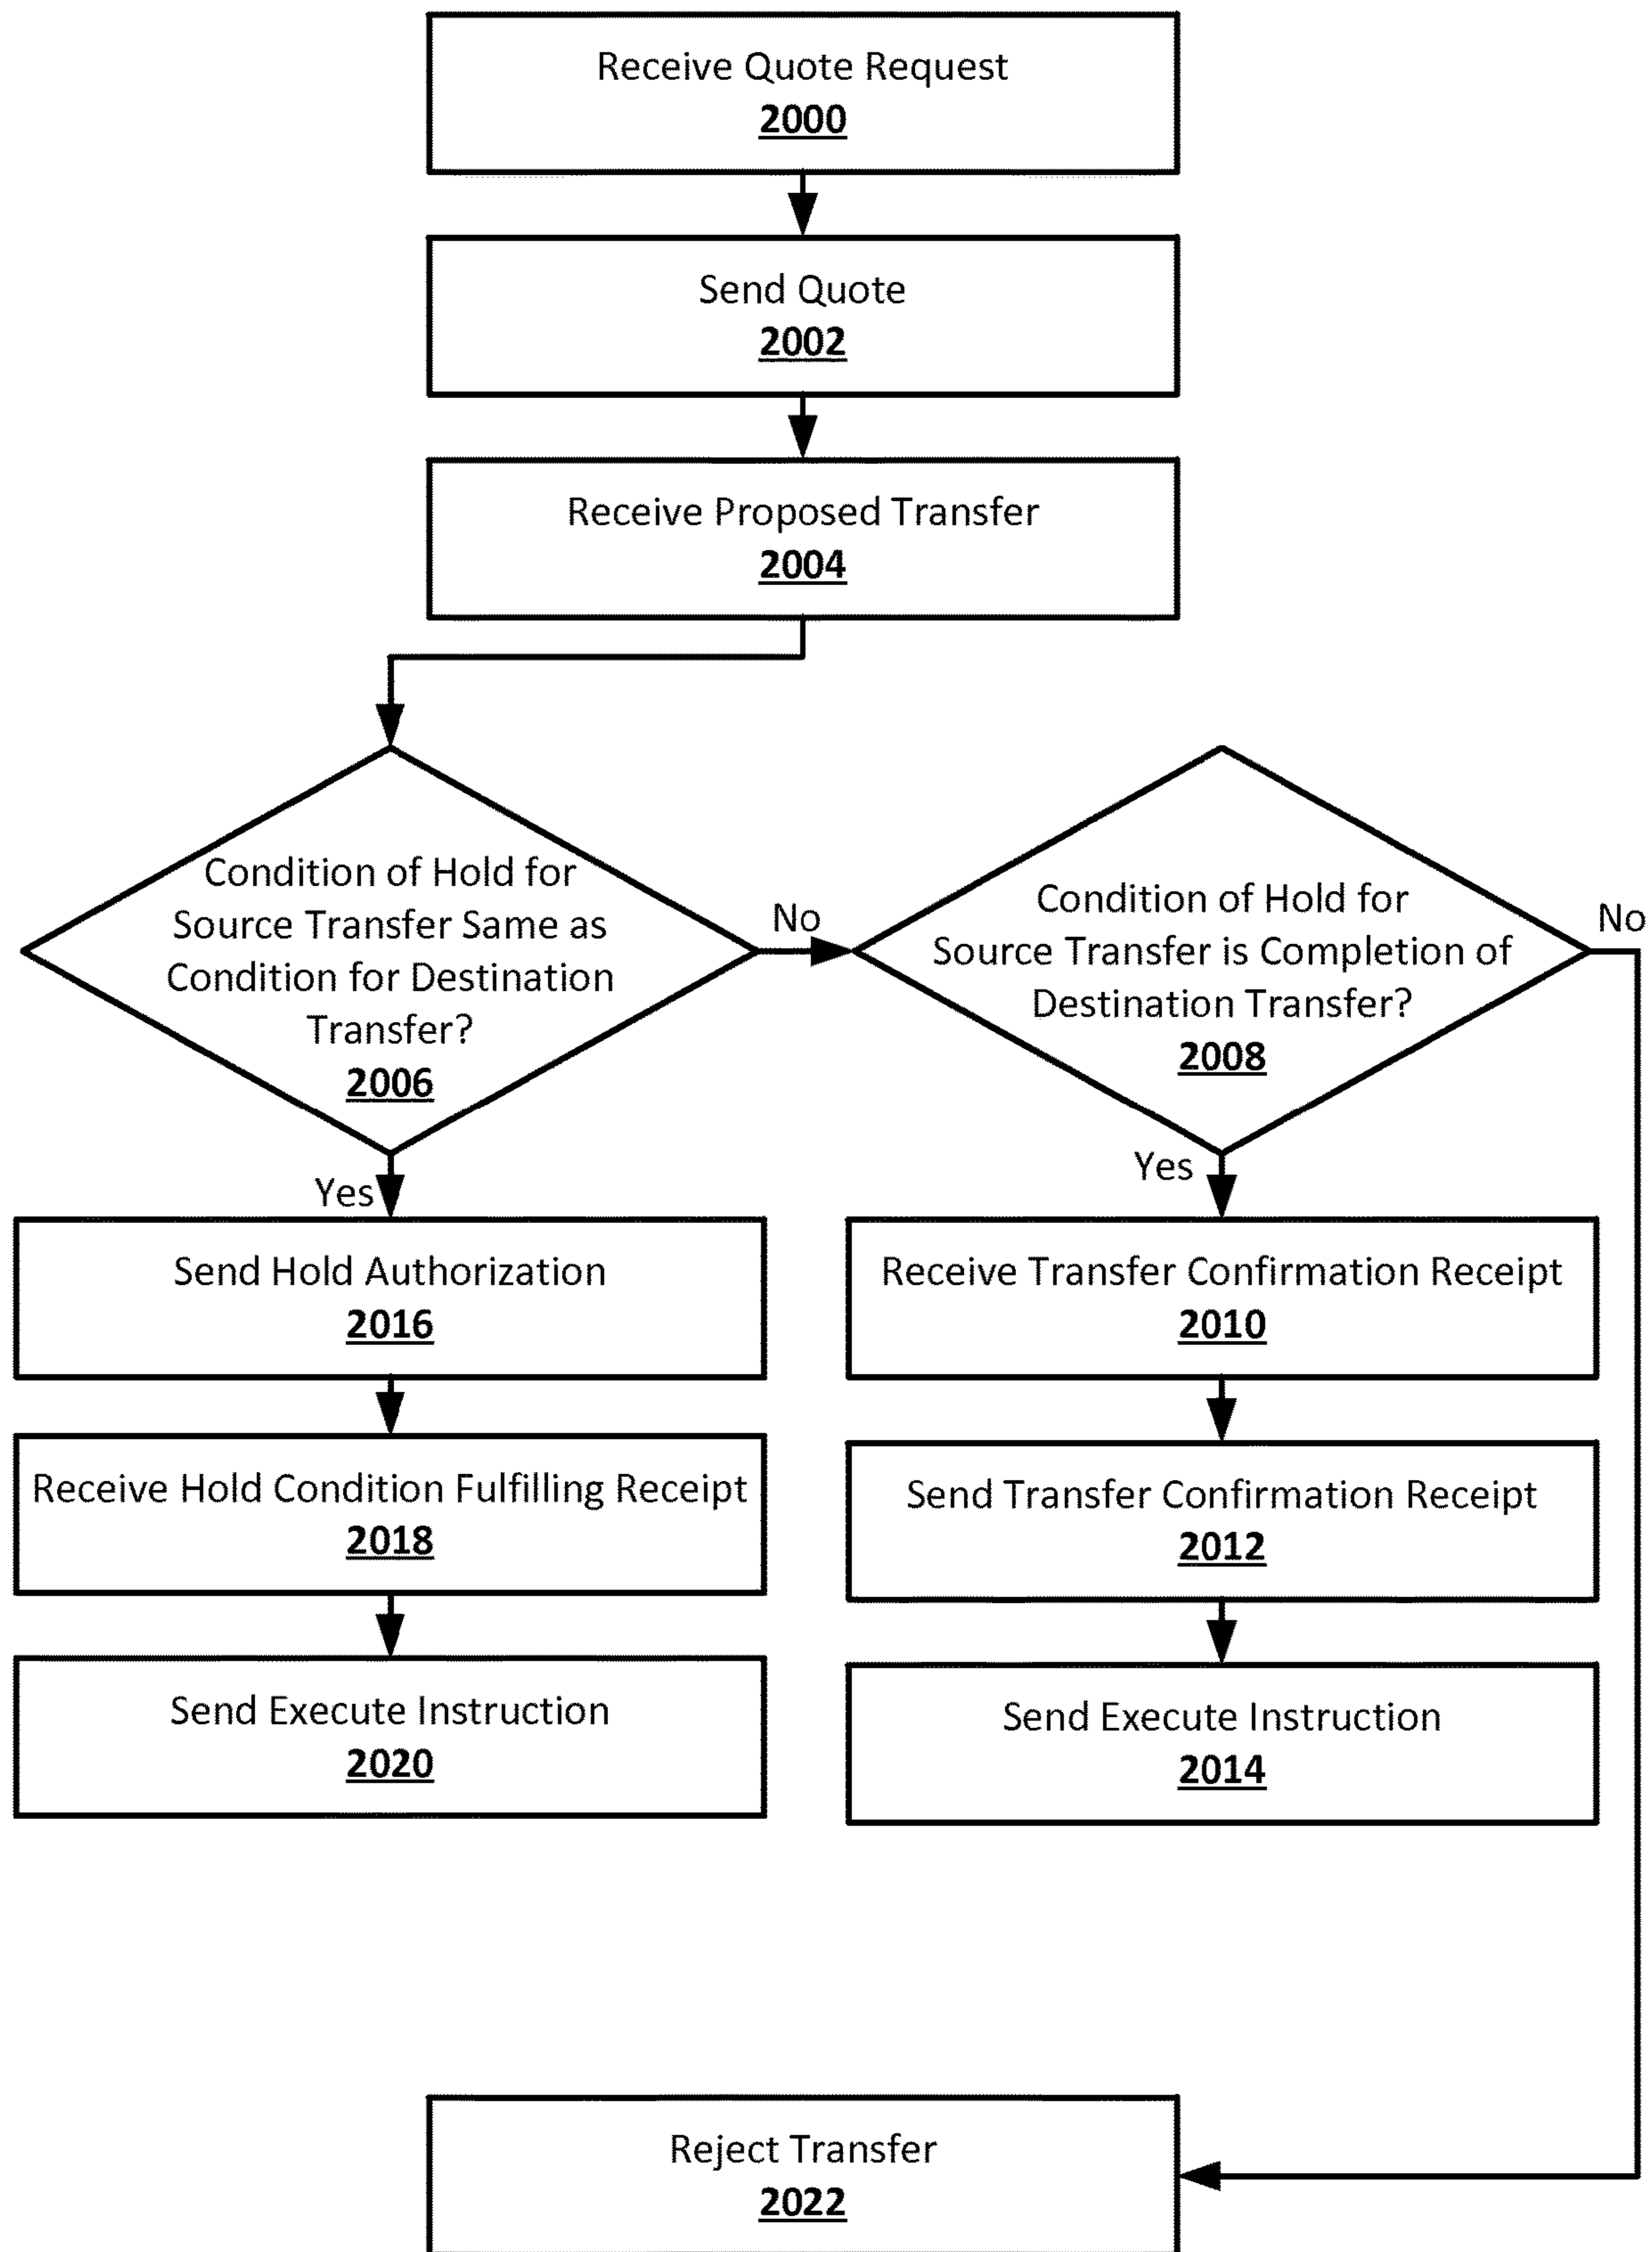 Receive Quote Request
2000
Send Quote
2002
Receive Proposed Transfer
2004
Condition of Hold for
Source Transfer Same as
Condition for Destination
Transfer?
2006
No
Condition of Hold for
Source Transfer is Completion of
Destination Transfer?
2008
No
Yes
Send Hold Authorization
2016
Receive Hold Condition Fulfilling Receipt
2018
Send Execute Instruction
2020
Yes
Receive Transfer Confirmation Receipt
2010
Send Transfer Confirmation Receipt
2012
Send Execute Instruction
2014
Reject Transfer
2022